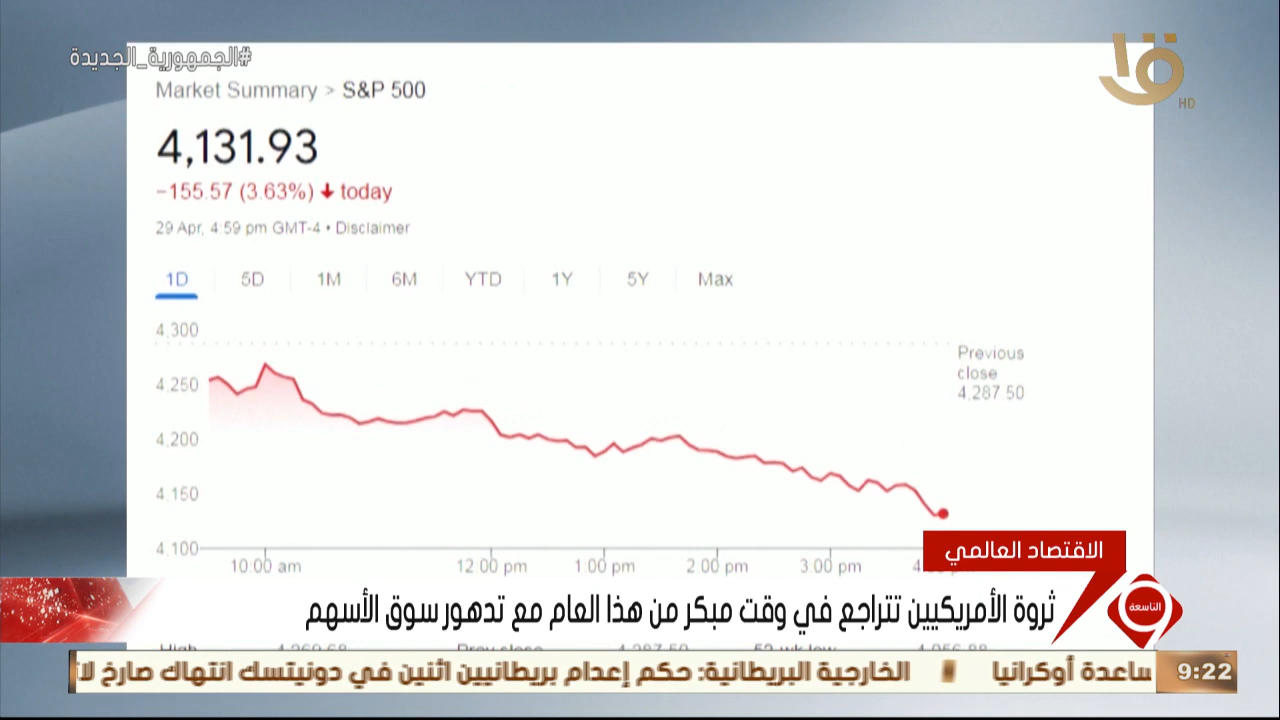 #الجمهورية_الجديدة
HD
Market Summary > S&P 500
4,131.93
−155.57 (3.63%) ↓ today
29 Apr, 4:59 pm GMT-4 • Disclaimer
1D 5D 1M 6M YTD 1Y 5Y Max
4,300
Previous
close
4,287.50
4,250
4,200
4,150
4,100
10:00 am 12:00 pm 1:00 pm 2:00 pm 3:00 pm
الاقتصاد العالمي
ثروة الأمريكيين تتراجع في وقت مبكر من هذا العام مع تدهور سوق الأسهم
التاسعة
ساعدة أوكرانيا
الخارجية البريطانية: حكم إعدام بريطانيين اثنين في دونيتسك انتهاك صارخ
9:22